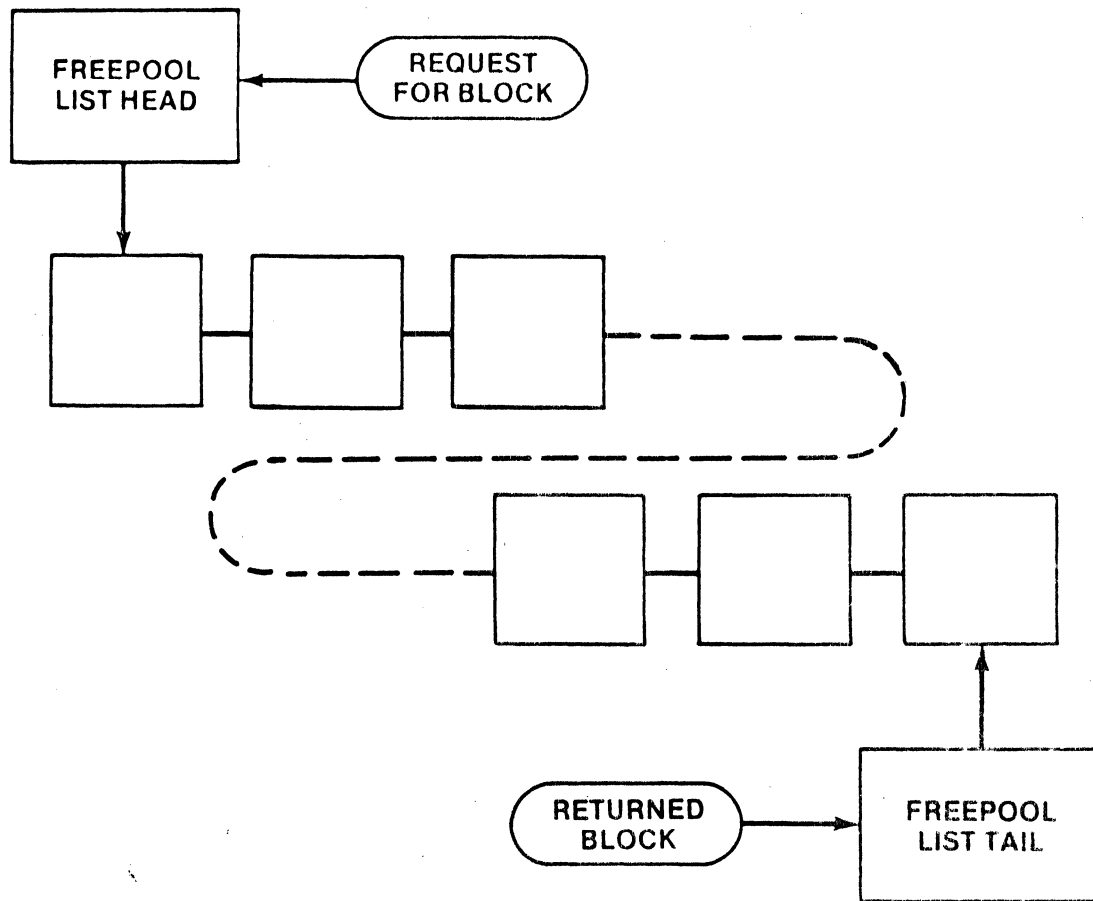 FREEPOOL
LIST HEAD
REQUEST
FOR BLOCK
RETURNED
BLOCK
FREEPOOL
LIST TAIL